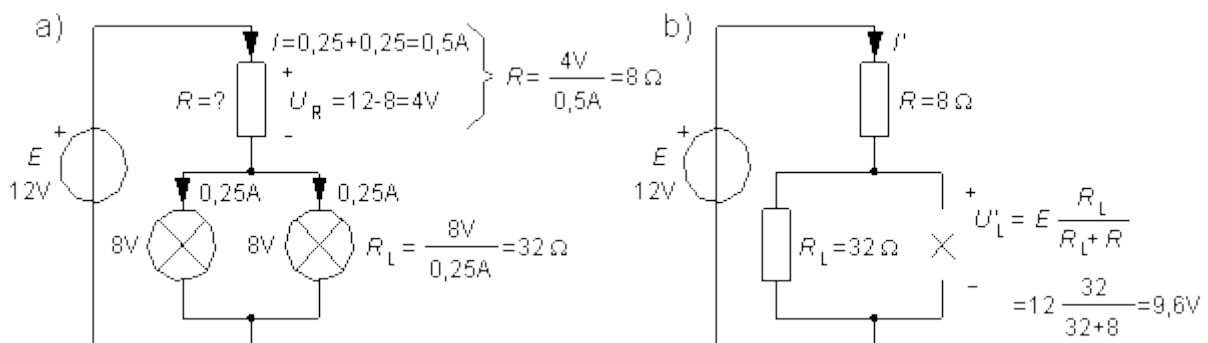 a)
I=0,25+0,25=0,5A
R=?
+
U_R =12-8=4V
-
R= 4V / 0,5A =8 Ω
+
E
12V
0,25A
0,25A
8V
8V
R_L = 8V / 0,25A =32 Ω
b)
I'
R=8 Ω
+
E
12V
R_L=32 Ω
+
U'_L = E R_L / R_L+ R
-
=12 32 / 32+8 =9,6V